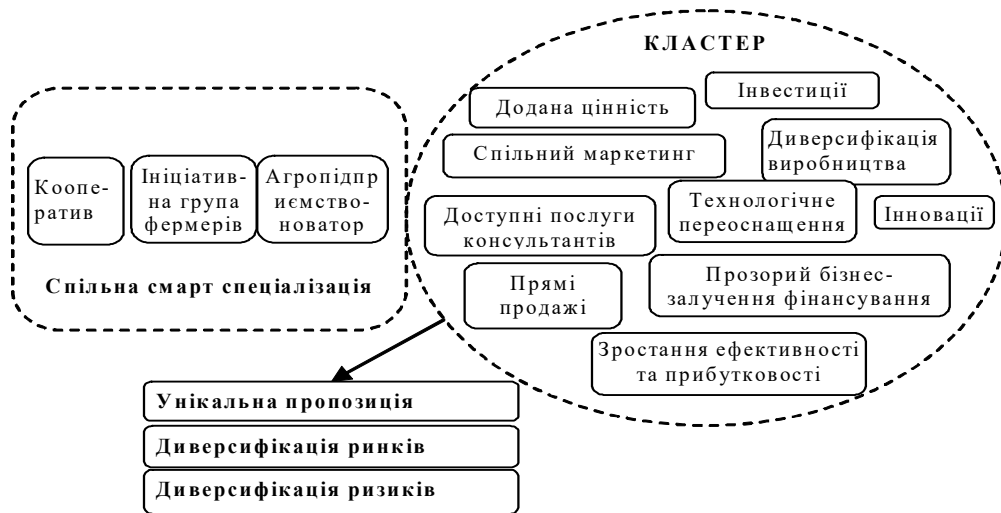 КЛАСТЕР
Інвестиції
Додана цінність
Спільний маркетинг
Диверсифікація
виробництва
Коопе-
ратив
Ініціатив-
на група
фермерів
Агропідпр
иємство-
новатор
Спільна смарт спеціалізація
Доступні послуги
консультантів
Технологічне
переоснащення
Інновації
Прямі
продажі
Прозорий бізнес-
залучення фінансування
Зростання ефективності
та прибутковості
Унікальна пропозиція
Диверсифікація ринків
Диверсифікація ризиків